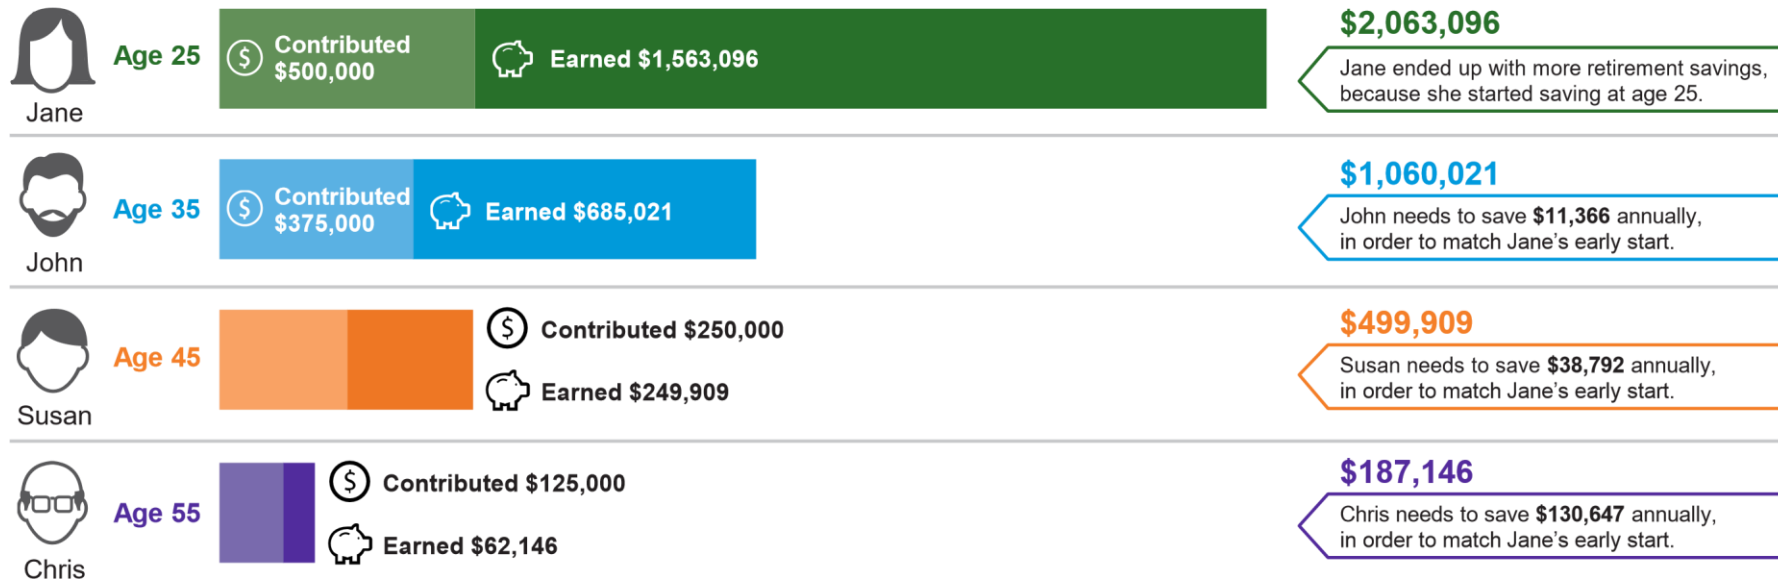 Jane
Age 25
$
Contributed
$500,000
Earned $1,563,096
$2,063,096
Jane ended up with more retirement savings,
because she started saving at age 25.
John
Age 35
$
Contributed
$375,000
Earned $685,021
$1,060,021
John needs to save $11,366 annually,
in order to match Jane's early start.
Susan
Age 45
$
Contributed $250,000
Earned $249,909
$499,909
Susan needs to save $38,792 annually,
in order to match Jane's early start.
Chris
Age 55
$
Contributed $125,000
Earned $62,146
$187,146
Chris needs to save $130,647 annually,
in order to match Jane's early start.